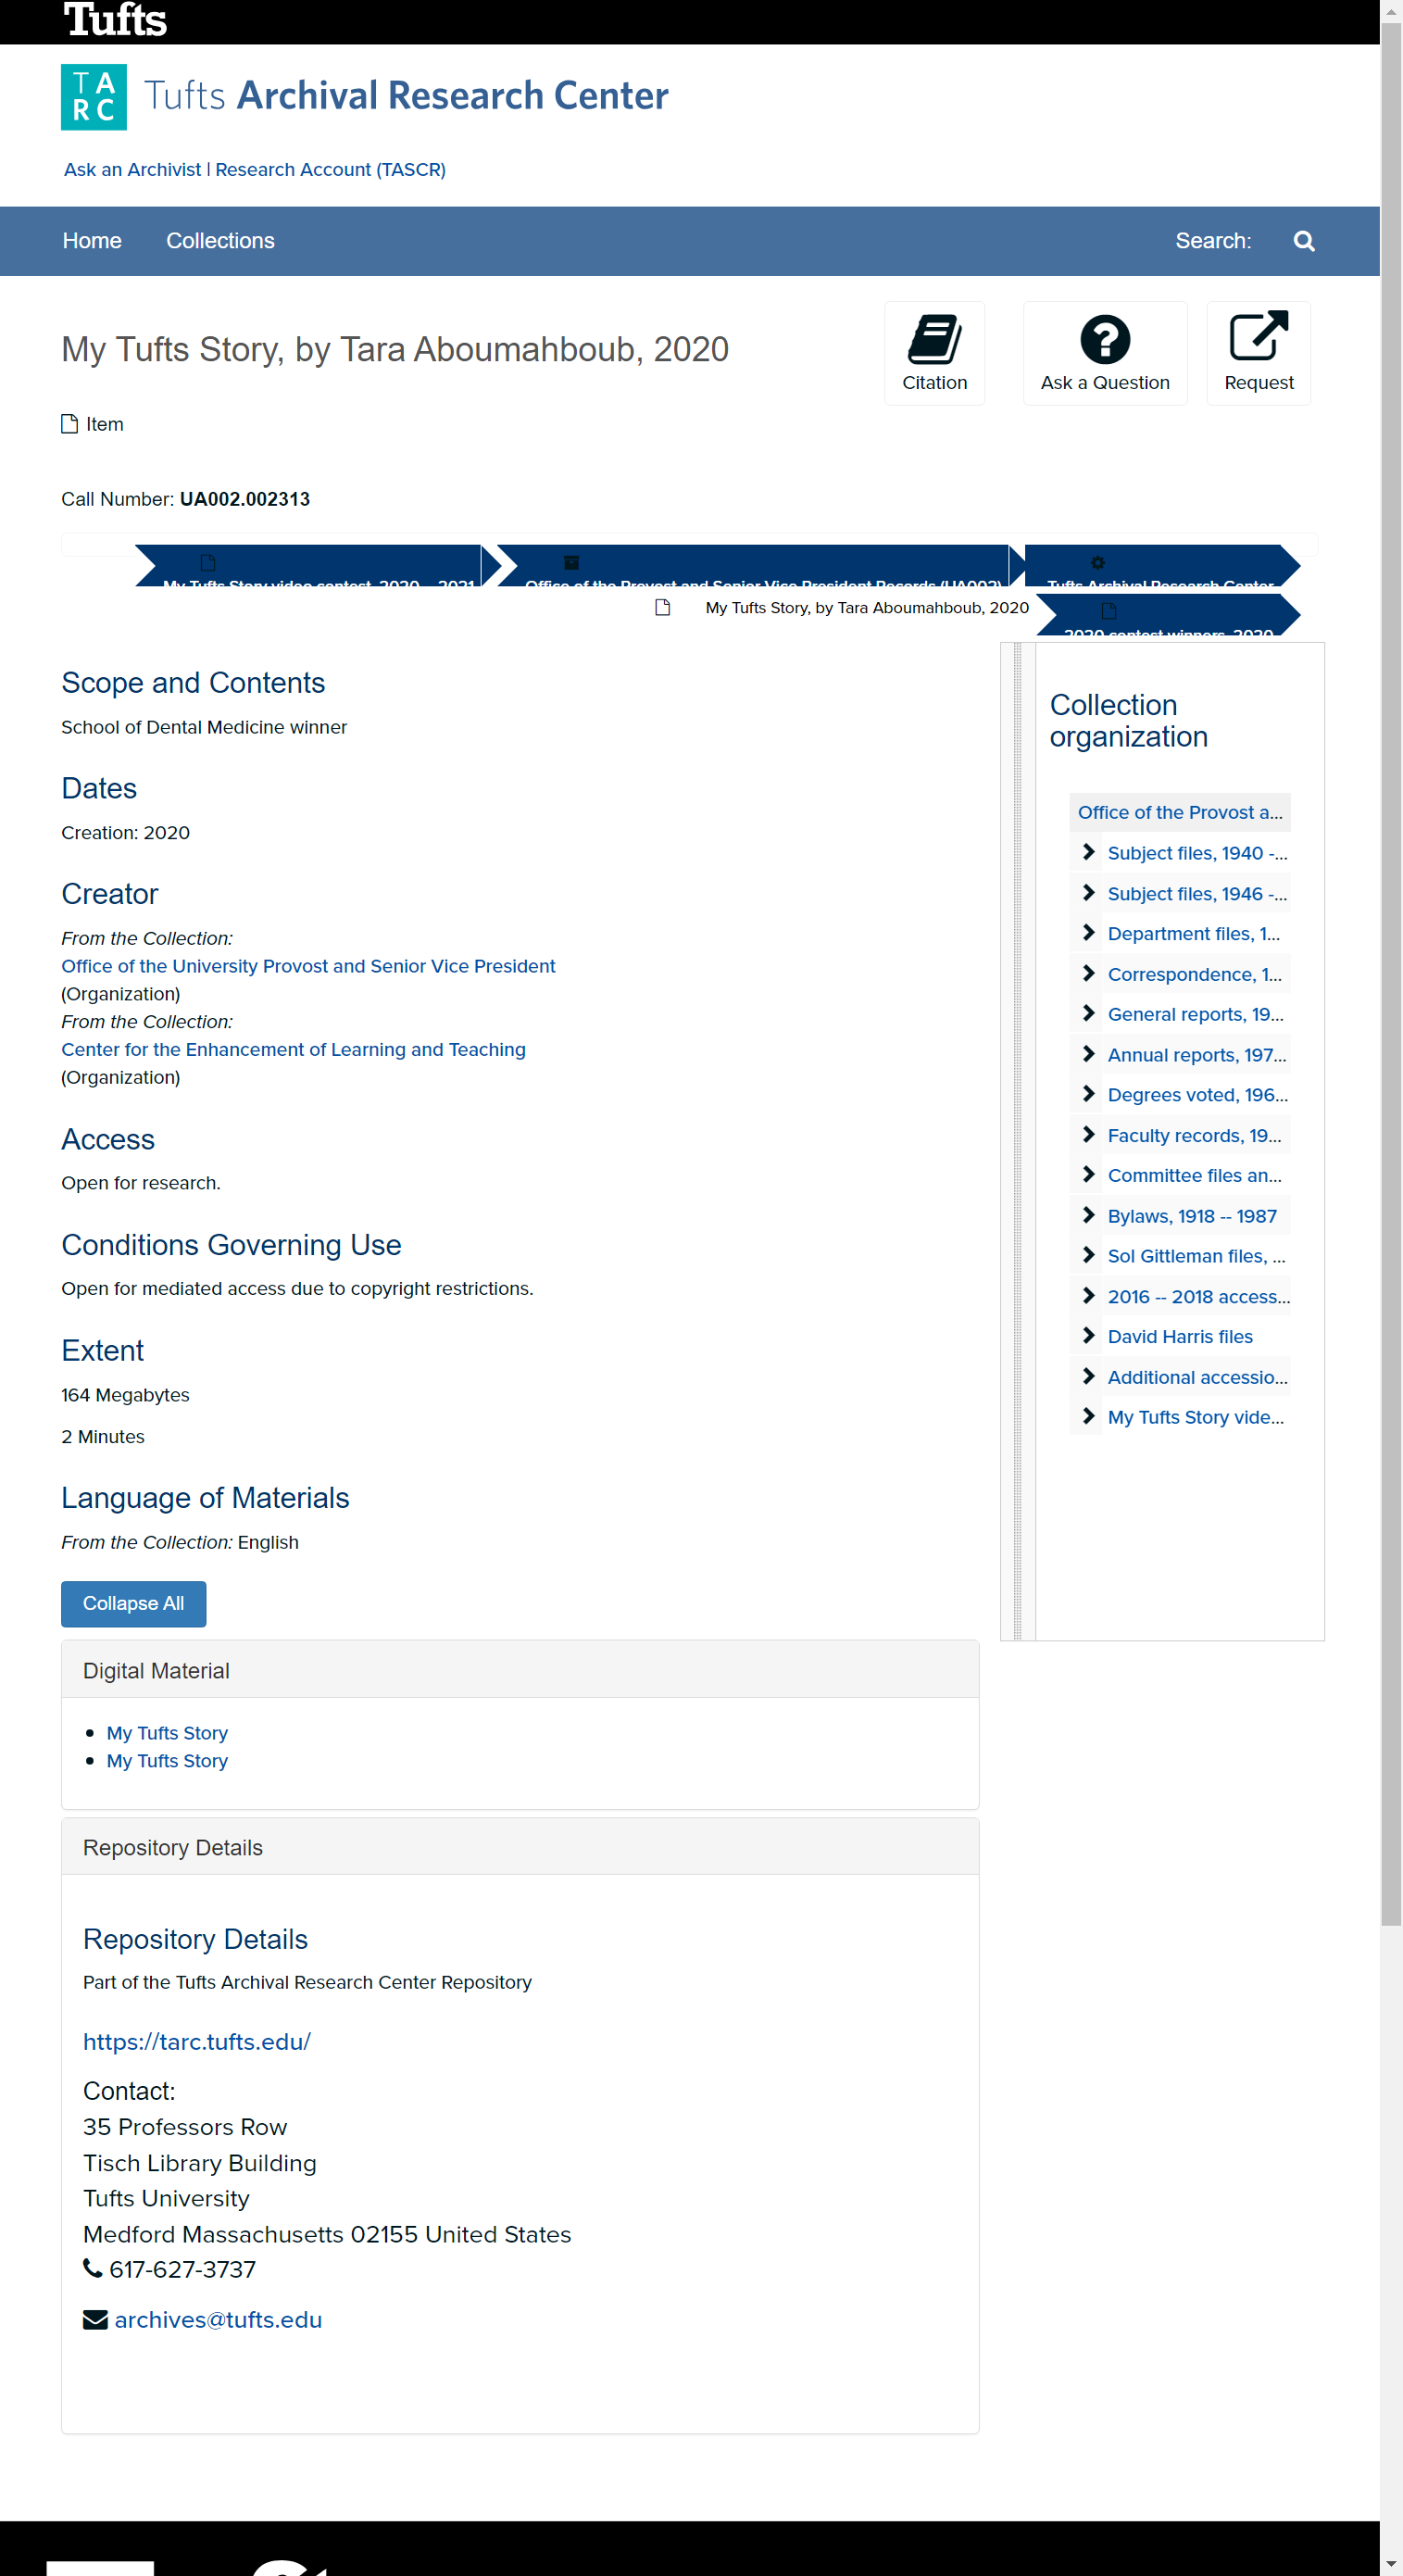 Tufts
TA
RC
Tufts Archival Research Center
Ask an Archivist | Research Account (TASCR)
Home Collections Search:
My Tufts Story, by Tara Aboumahboub, 2020
Citation
Ask a Question
Request
Item
Call Number: UA002.002313
My Tufts Story video contest, 2020 -- 2021
Office of the Provost and Senior Vice President Records (UA002)
Tufts Archival Research Center
My Tufts Story, by Tara Aboumahboub, 2020
2020 contest winners, 2020
Scope and Contents
School of Dental Medicine winner
Dates
Creation: 2020
Creator
From the Collection:
Office of the University Provost and Senior Vice President
(Organization)
From the Collection:
Center for the Enhancement of Learning and Teaching
(Organization)
Access
Open for research.
Conditions Governing Use
Open for mediated access due to copyright restrictions.
Extent
164 Megabytes
2 Minutes
Language of Materials
From the Collection: English
Collapse All
Digital Material
My Tufts Story
My Tufts Story
Repository Details
Repository Details
Part of the Tufts Archival Research Center Repository
https://tarc.tufts.edu/
Contact:
35 Professors Row
Tisch Library Building
Tufts University
Medford Massachusetts 02155 United States
617-627-3737
archives@tufts.edu
Collection
organization
Office of the Provost a...
Subject files, 1940 -...
Subject files, 1946 -...
Department files, 1...
Correspondence, 1...
General reports, 19...
Annual reports, 197...
Degrees voted, 196...
Faculty records, 19...
Committee files an...
Bylaws, 1918 -- 1987
Sol Gittleman files, ...
2016 -- 2018 access...
David Harris files
Additional accessio...
My Tufts Story vide...